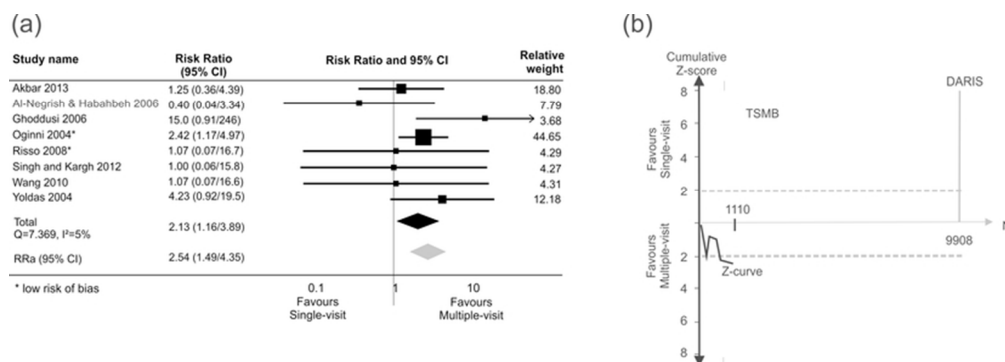 (a)
Study name Risk Ratio (95% CI) Risk Ratio and 95% CI Relative weight
Akbar 2013 1.25 (0.36/4.39) 18.80
Al-Negrish & Habahbeh 2006 0.40 (0.04/3.34) 7.79
Ghoddusi 2006 15.0 (0.91/246) 3.68
Oginni 2004* 2.42 (1.17/4.97) 44.65
Risso 2008* 1.07 (0.07/16.7) 4.29
Singh and Kargh 2012 1.00 (0.06/15.8) 4.27
Wang 2010 1.07 (0.07/16.6) 4.31
Yoldas 2004 4.23 (0.92/19.5) 12.18
Total
Q=7.369, I²=5% 2.13 (1.16/3.89)
RRa (95% CI) 2.54 (1.49/4.35)
* low risk of bias 0.1 1 10
Favours Favours
Single-visit Multiple-visit
(b)
Cumulative
Z-score
DARIS
8
TSMB
6
4
2
Favours
Single-visit
1110
9908
Favours
Multiple-visit
2
Z-curve
4
6
8